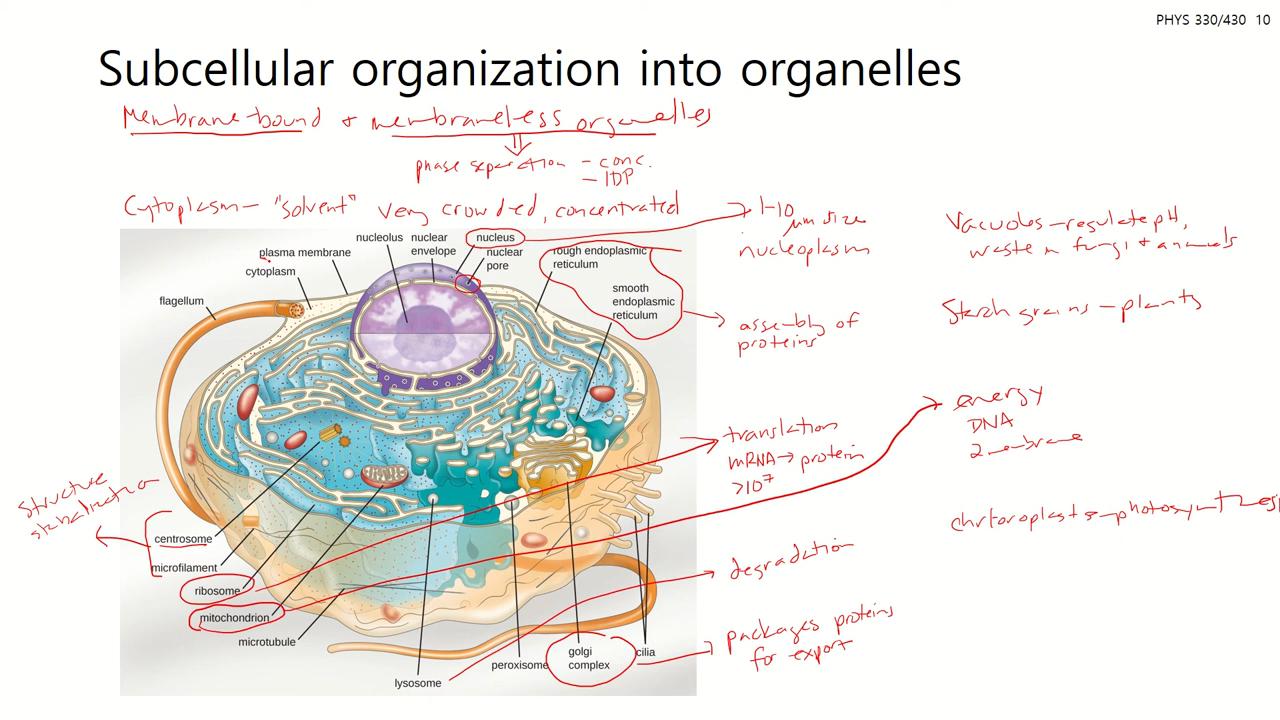 PHYS 330/430 10
Subcellular organization into organelles
Membrane-bound + membraneless organelles
phase separation - conc.
- IDP
Cytoplasm - "solvent" very crowded, concentrated
1-10
μm size
nucleoplasm
Vacuoles - regulate pH,
waste in fungi + animals
Starch grains - plants
assembly of
proteins
energy
DNA
2 membrane
translation
mRNA → protein
>10⁷
chloroplasts - photosynthesi
degradation
packages proteins
for export
structure
nucleolus
nuclear
envelope
nucleus
nuclear
pore
plasma membrane
cytoplasm
flagellum
rough endoplasmic
reticulum
smooth
endoplasmic
reticulum
centrosome
microfilament
ribosome
mitochondrion
microtubule
lysosome
peroxisome
golgi
complex
cilia